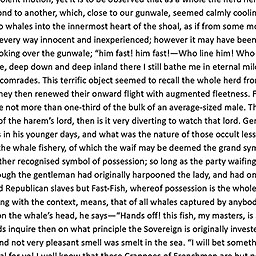 ond to another, which, close to our gunwale, seemed calmly coolin
o whales into the innermost heart of the shoal, as if from some mo
every way innocent and inexperienced; however it may have been
oking over the gunwale; “him fast! him fast!—Who line him! Who
e, deep down and deep inland there I still bathe me in eternal mild
comrades. This terrific object seemed to recall the whole herd fro
hey then renewed their onward flight with augmented fleetness. F
e not more than one-third of the bulk of an average-sized male. Th
of the harem’s lord, then is it very diverting to watch that lord. Ger
s in his younger days, and what was the nature of those occult less
the whale fishery, of which the waif may be deemed the grand sym
ther recognised symbol of possession; so long as the party waifing
ough the gentleman had originally harpooned the lady, and had on
d Republican slaves but Fast-Fish, whereof possession is the whole
ng with the context, means, that of all whales captured by anybod
on the whale’s head, he says—“Hands off! this fish, my masters, is
ds inquire then on what principle the Sovereign is originally investe
nd not very pleasant smell was smelt in the sea. “I will bet someth